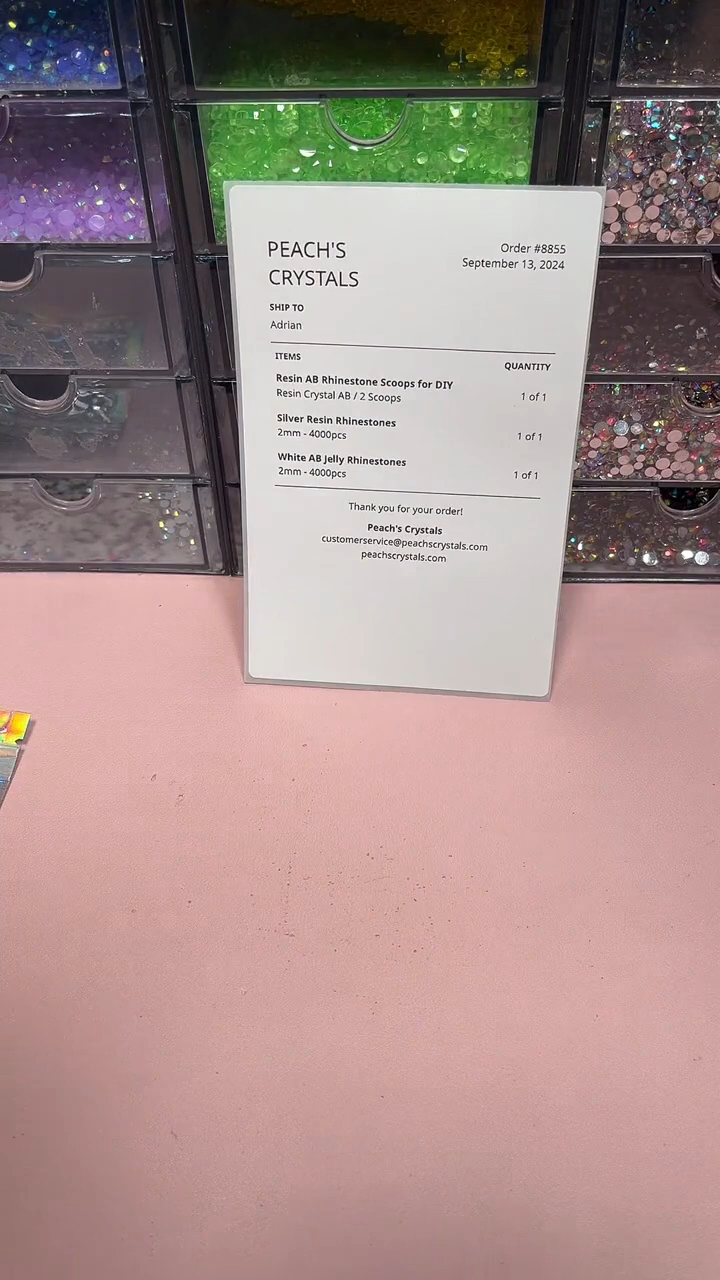 PEACH'S
CRYSTALS
Order #8855
September 13, 2024
SHIP TO
Adrian
ITEMS
QUANTITY
Resin AB Rhinestone Scoops for DIY
Resin Crystal AB / 2 Scoops
1 of 1
Silver Resin Rhinestones
2mm - 4000pcs
1 of 1
White AB Jelly Rhinestones
2mm - 4000pcs
1 of 1
Thank you for your order!
Peach's Crystals
customerservice@peachscrystals.com
peachscrystals.com